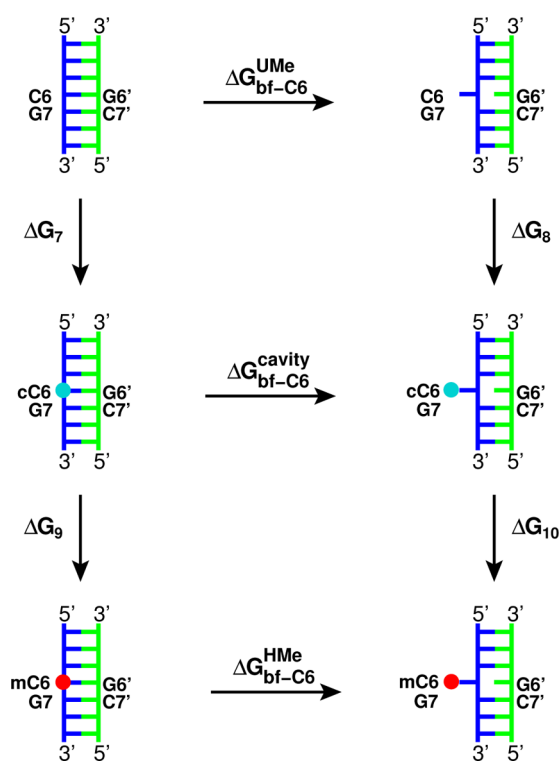 5’ 3’ 5’ 3’
ΔG^UMe_bf–C6
C6 G6’ C6 G6’
G7 C7’ G7 C7’
3’ 5’ 3’ 5’
ΔG_7 ΔG_8
5’ 3’ 5’ 3’
ΔG^cavity_bf–C6
cC6 G6’ cC6 G6’
G7 C7’ G7 C7’
3’ 5’ 3’ 5’
ΔG_9 ΔG_10
5’ 3’ 5’ 3’
ΔG^HMe_bf–C6
mC6 G6’ mC6 G6’
G7 C7’ G7 C7’
3’ 5’ 3’ 5’